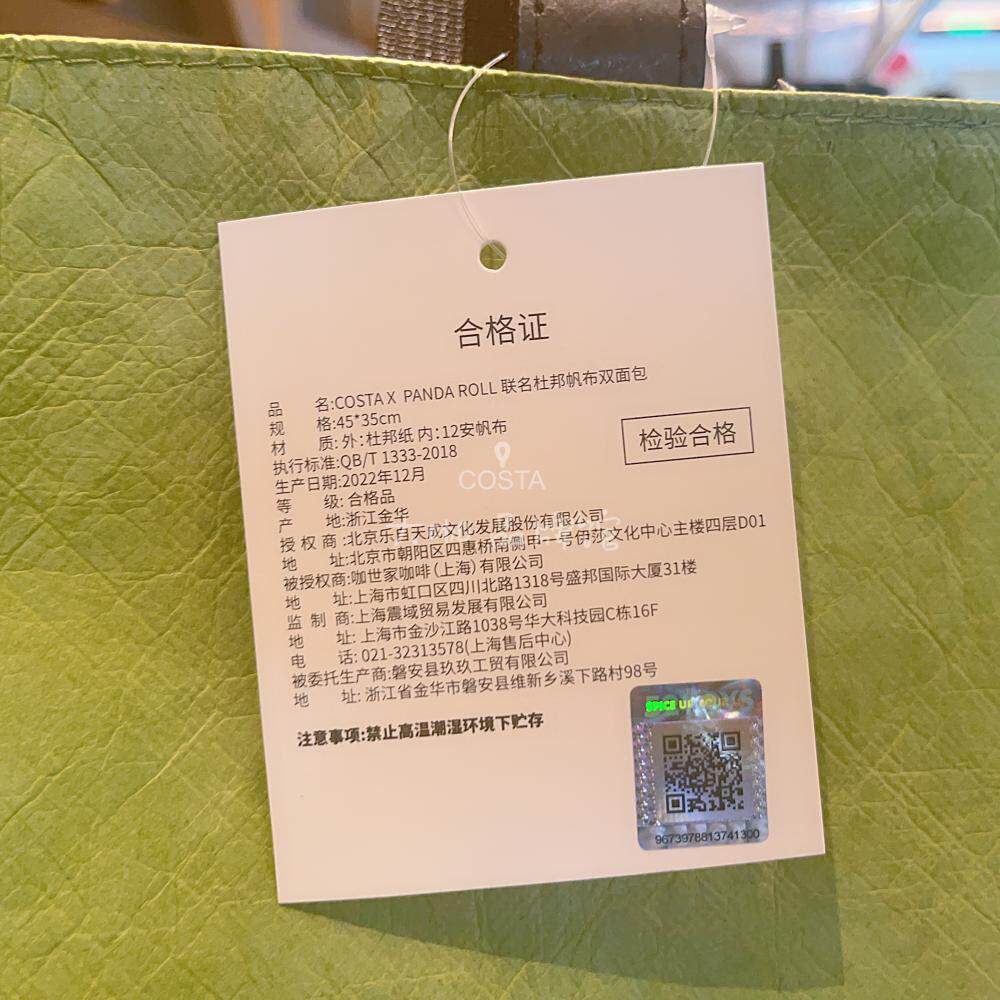 合格证
品 名:COSTA X PANDA ROLL 联名杜邦帆布双面包
规 格:45*35cm
材 质: 外:杜邦纸 内:12安帆布
执行标准:QB/T 1333-2018
生产日期:2022年12月
等 级: 合格品
产 地:浙江金华
检验合格
COSTA
授 权 商 :北京乐自天成文化发展股份有限公司
地 址:北京市朝阳区四惠桥南侧甲一号伊莎文化中心主楼四层D01
被授权商:咖世家咖啡(上海)有限公司
地 址:上海市虹口区四川北路1318号盛邦国际大厦31楼
监 制 商:上海震域贸易发展有限公司
地 址: 上海市金沙江路1038号华大科技园C栋16F
电 话: 021-32313578(上海售后中心)
被委托生产商:磐安县玖玖工贸有限公司
地 址: 浙江省金华市磐安县维新乡溪下路村98号
注意事项:禁止高温潮湿环境下贮存
SPICE UP YOUR
9673978813741300